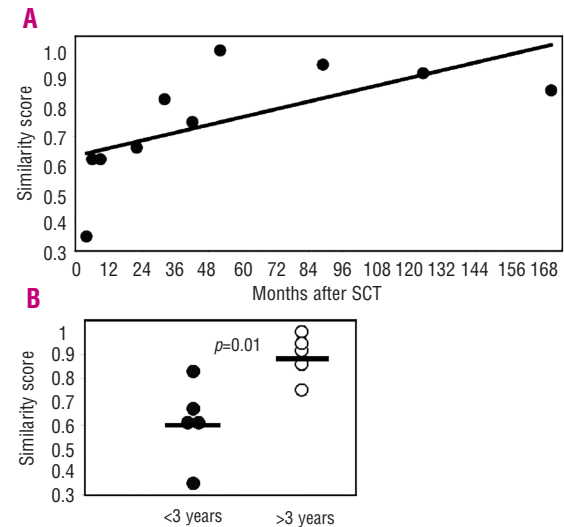 A
Similarity score
1.0
0.9
0.8
0.7
0.6
0.5
0.4
0.3
0 12 24 36 48 60 72 84 96 108 120 132 144 156 168
Months after SCT
B
Similarity score
1
0.9
0.8
0.7
0.6
0.5
0.4
0.3
p=0.01
<3 years >3 years